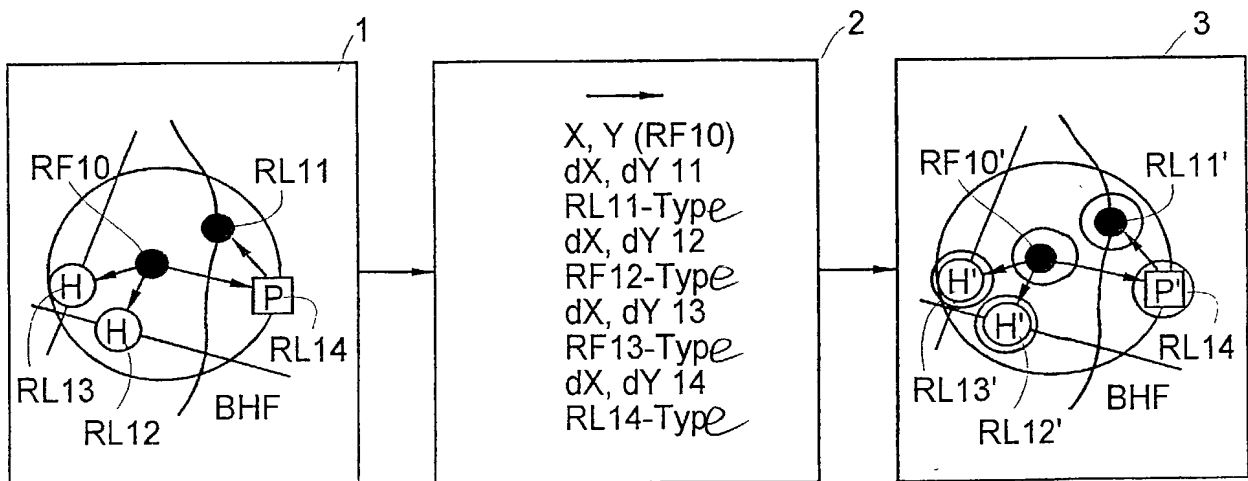 1
RF10
RL11
H
H
P
RL13
RL12
RL14
BHF
2
X, Y (RF10)
dX, dY 11
RL11-Type
dX, dY 12
RF12-Type
dX, dY 13
RF13-Type
dX, dY 14
RL14-Type
3
RF10'
RL11'
H'
H'
P'
RL13'
RL12'
RL14
BHF